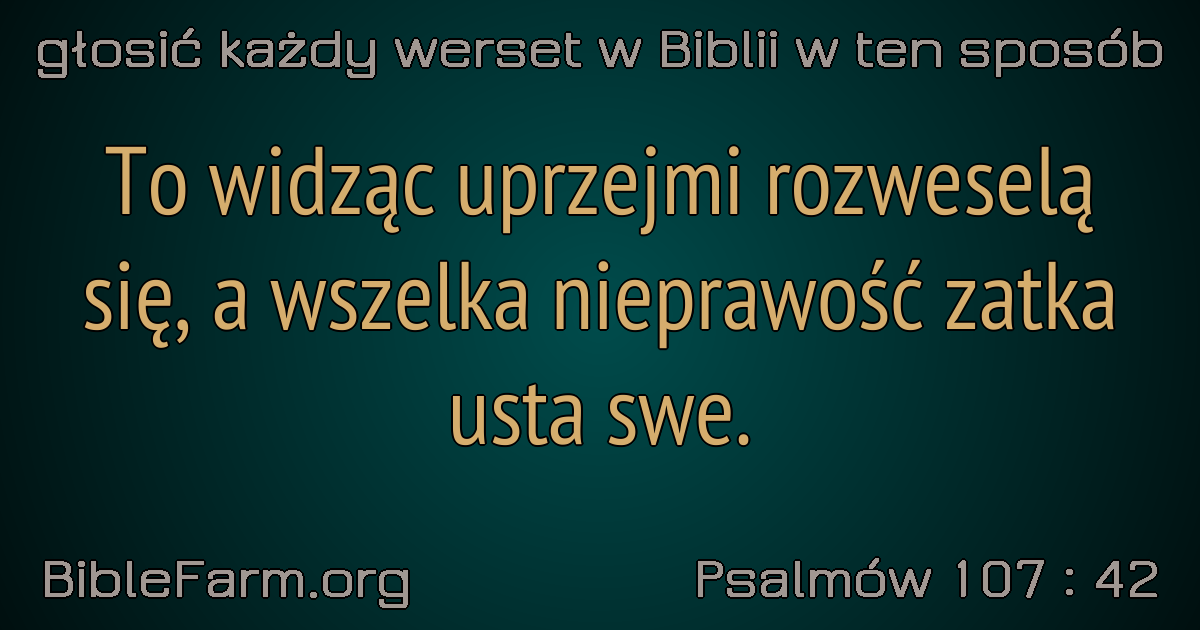 głosić każdy werset w Biblii w ten sposób
To widząc uprzejmi rozweselą
się, a wszelka nieprawość zatka
usta swe.
BibleFarm.org
Psalmów 107 : 42